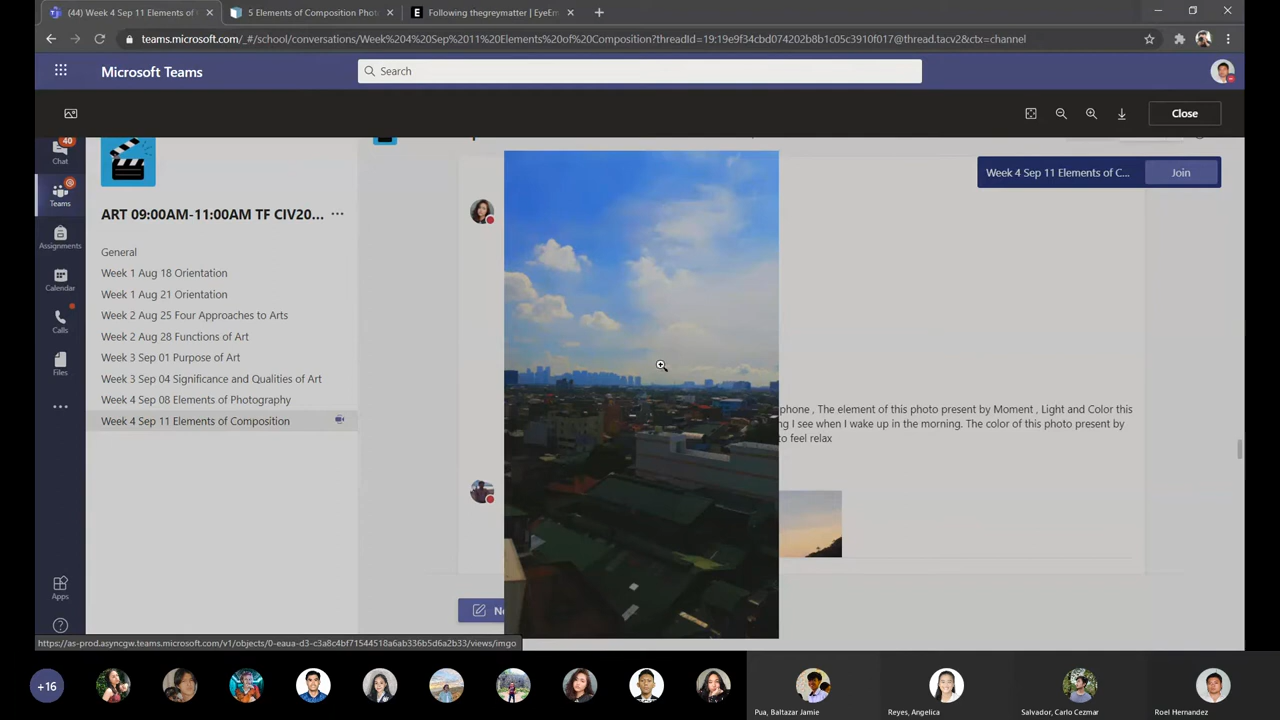 (44) Week 4 Sep 11 Elements of
5 Elements of Composition Phot
Following thegreymatter | EyeEm
teams.microsoft.com/_#/school/conversations/Week%204%20Sep%2011%20Elements%20of%20Composition?threadId=19:19e9f34cbd074202b8b1c05c3910f017@thread.tacv2&ctx=channel
Microsoft Teams
Search
Close
40
Chat
Teams
Assignments
Calendar
Calls
Files
Apps
ART 09:00AM-11:00AM TF CIV20...
General
Week 1 Aug 18 Orientation
Week 1 Aug 21 Orientation
Week 2 Aug 25 Four Approaches to Arts
Week 2 Aug 28 Functions of Art
Week 3 Sep 01 Purpose of Art
Week 3 Sep 04 Significance and Qualities of Art
Week 4 Sep 08 Elements of Photography
Week 4 Sep 11 Elements of Composition
Week 4 Sep 11 Elements of C...
Join
phone , The element of this photo present by Moment , Light and Color this
g I see when I wake up in the morning. The color of this photo present by
o feel relax
Ne
https://as-prod.asyncgw.teams.microsoft.com/v1/objects/0-eaua-d3-c3a8c4bf71544518a6ab336b5d6a2b33/views/imgo
+16
Pua, Baltazar Jamie
Reyes, Angelica
Salvador, Carlo Cezmar
Roel Hernandez